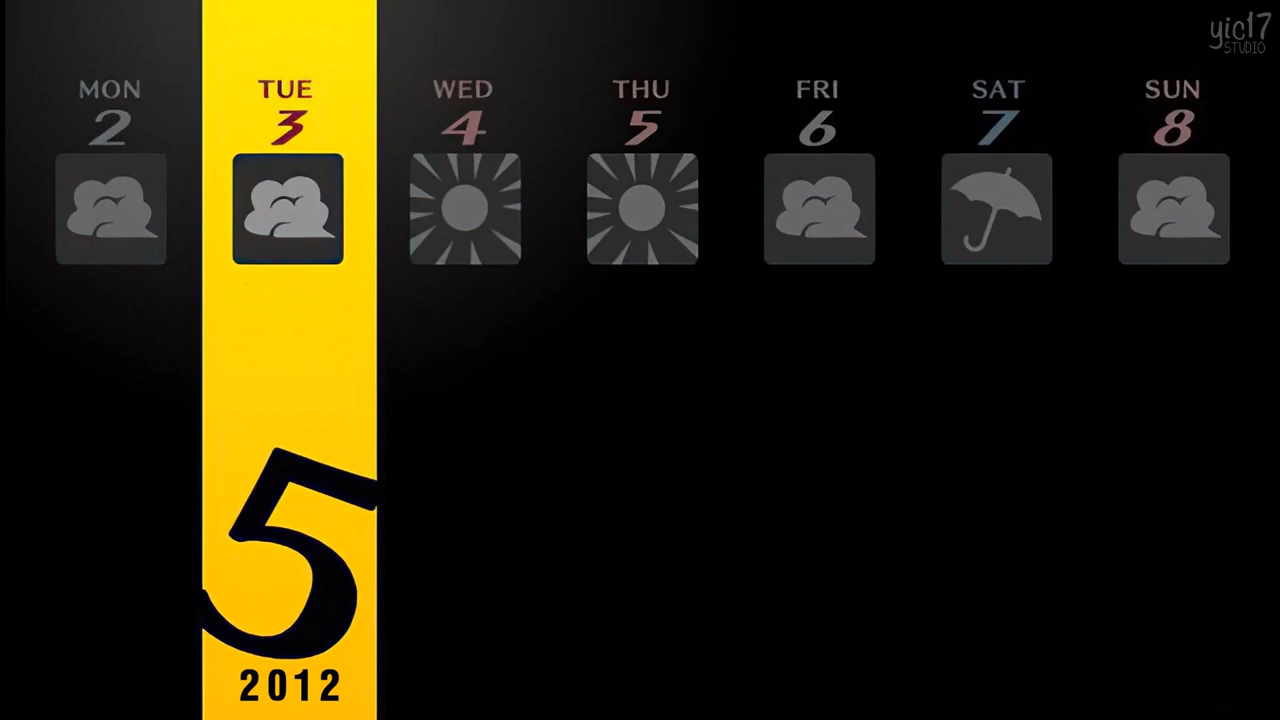 yic17
STUDIO
MON TUE WED THU FRI SAT SUN
2 3 4 5 6 7 8
5
2012